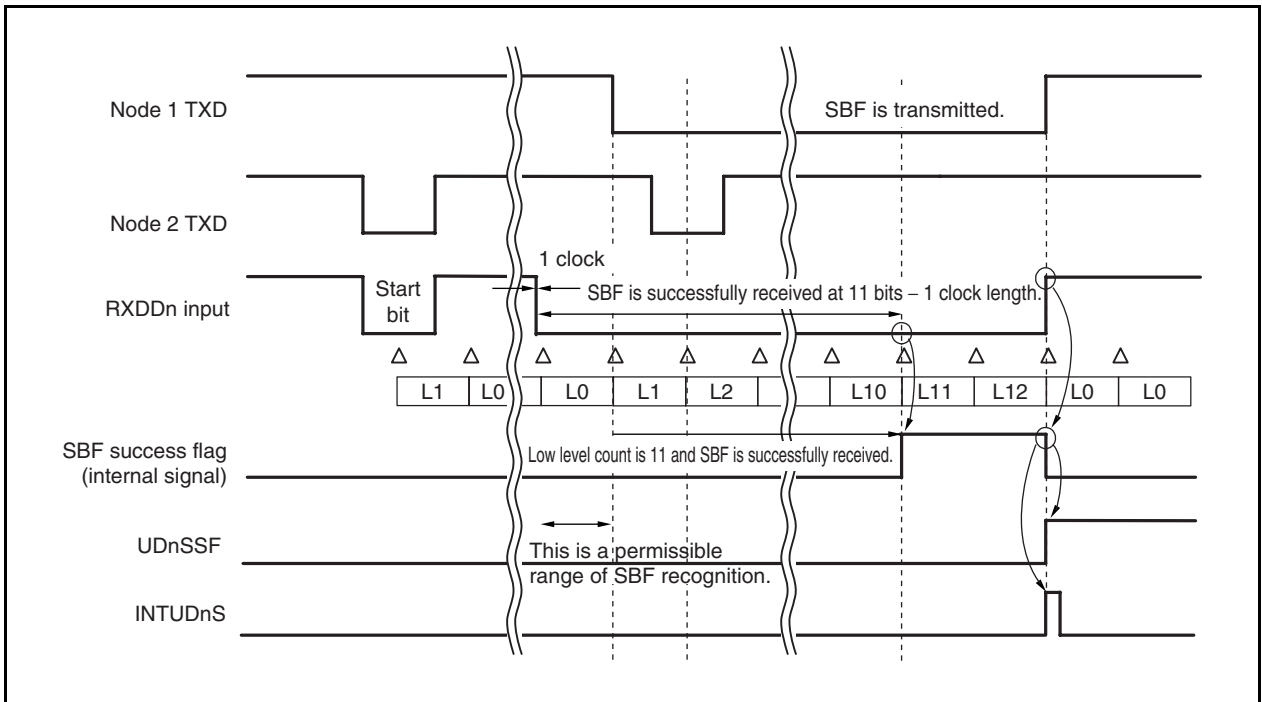 Node 1 TXD
SBF is transmitted.
Node 2 TXD
1 clock
RXDDn input
Start
bit
SBF is successfully received at 11 bits – 1 clock length.
L1 L0 L0 L1 L2 L10 L11 L12 L0 L0
SBF success flag
(internal signal)
Low level count is 11 and SBF is successfully received.
UDnSSF
This is a permissible
range of SBF recognition.
INTUDnS